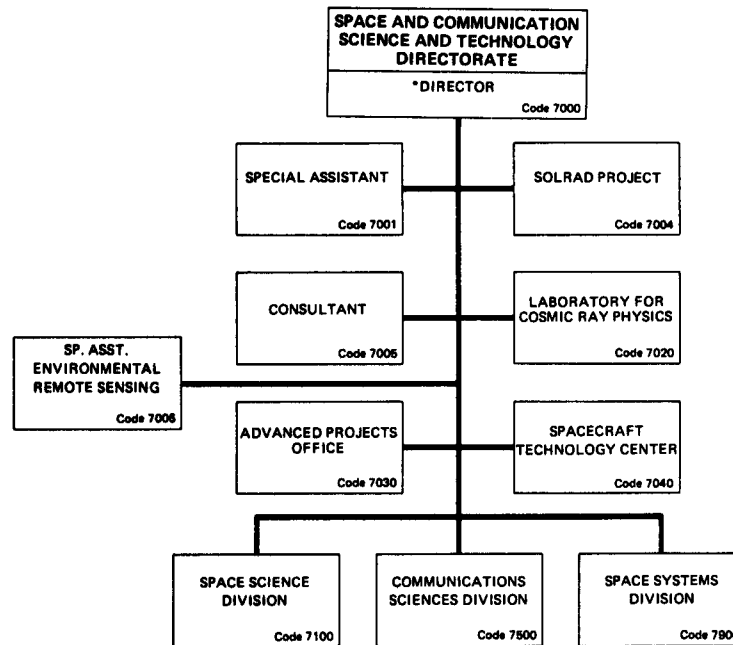 SPACE AND COMMUNICATION
SCIENCE AND TECHNOLOGY
DIRECTORATE
*DIRECTOR
Code 7000
SPECIAL ASSISTANT
Code 7001
SOLRAD PROJECT
Code 7004
CONSULTANT
Code 7005
LABORATORY FOR
COSMIC RAY PHYSICS
Code 7020
SP. ASST.
ENVIRONMENTAL
REMOTE SENSING
Code 7006
ADVANCED PROJECTS
OFFICE
Code 7030
SPACECRAFT
TECHNOLOGY CENTER
Code 7040
SPACE SCIENCE
DIVISION
Code 7100
COMMUNICATIONS
SCIENCES DIVISION
Code 7500
SPACE SYSTEMS
DIVISION
Code 790